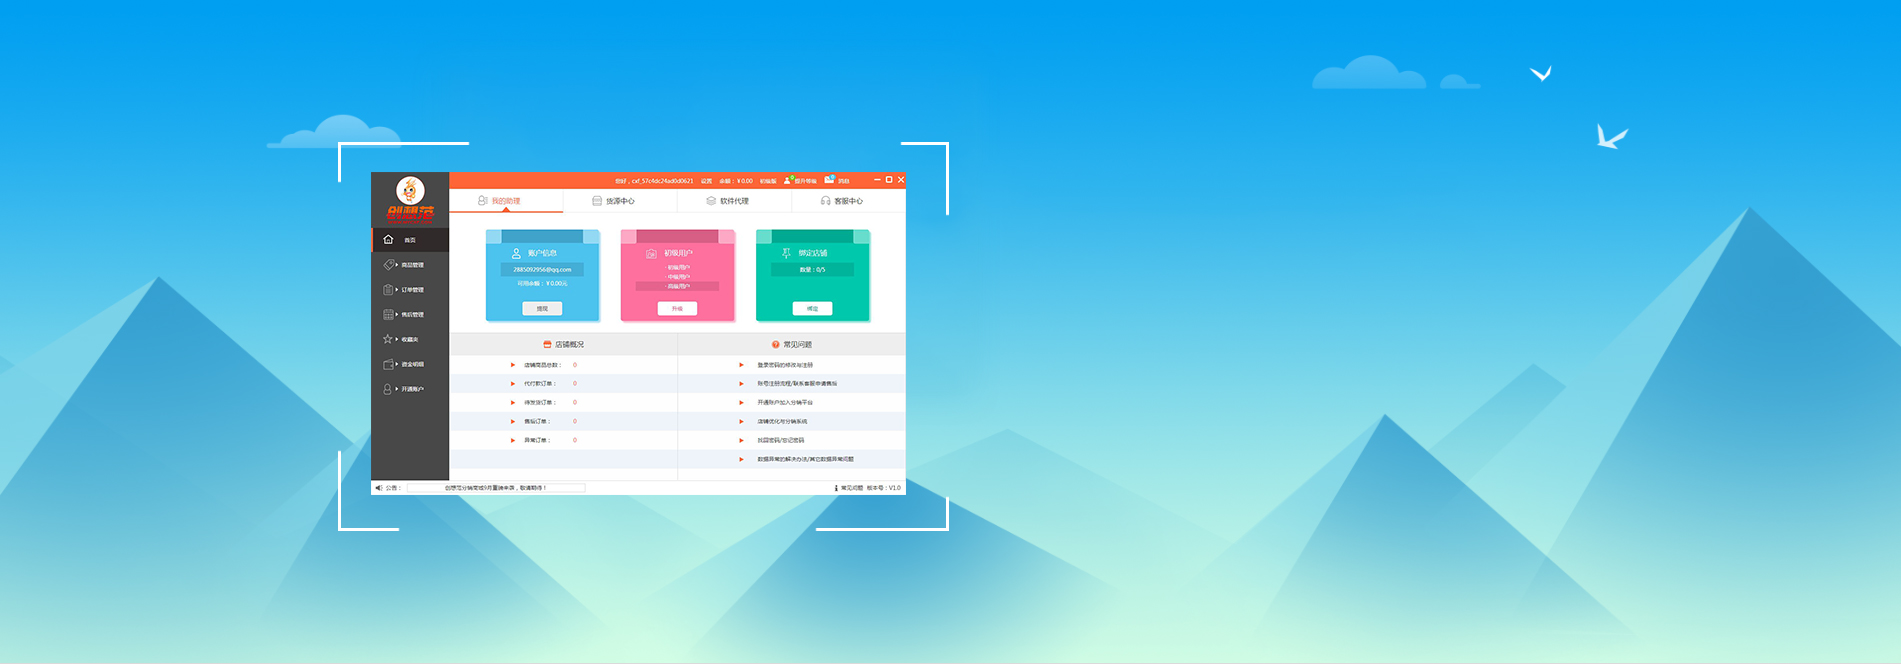 创想范
您好，cxf_57c4dc24ad0d0621 设置 余额：￥0.00 初级版 提升等级 消息
我的助理 货源中心 软件代理 客服中心
首页
商品管理
订单管理
售后管理
收藏夹
资金明细
开通账户
账户信息
2885092956@qq.com
可用余额：￥0.00元
提现
初级用户
· 初级用户
· 中级用户
· 高级用户
升级
绑定店铺
数量：0/5
绑定
店铺概况
店铺商品总数： 0
代付款订单： 0
待发货订单： 0
售后订单： 0
异常订单： 0
常见问题
登录密码的修改与注册
账号注册流程/联系客服申请售后
开通账户加入分销平台
店铺优化与分销系统
找回密码/忘记密码
数据异常的解决办法/其它数据异常问题
公告： 创想范分销商城9月重磅来袭，敬请期待！
常见问题 版本号：V1.0